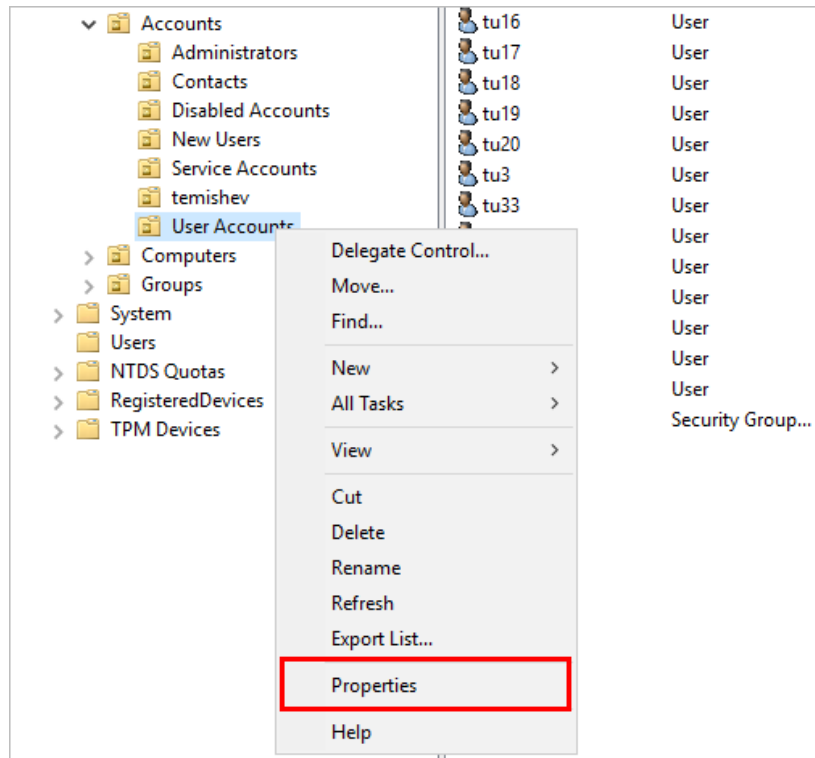 Accounts
Administrators
Contacts
Disabled Accounts
New Users
Service Accounts
temishev
User Accounts
Computers
Groups
System
Users
NTDS Quotas
RegisteredDevices
TPM Devices
Delegate Control...
Move...
Find...
New
All Tasks
View
Cut
Delete
Rename
Refresh
Export List...
Properties
Help
tu16 User
tu17 User
tu18 User
tu19 User
tu20 User
tu3 User
tu33 User
User
User
User
User
User
User
Security Group...